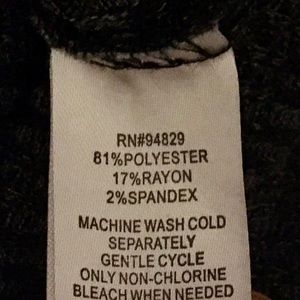 RN#94829
81%POLYESTER
17%RAYON
2%SPANDEX
MACHINE WASH COLD
SEPARATELY
GENTLE CYCLE
ONLY NON-CHLORINE
BLEACH WHEN NEEDED